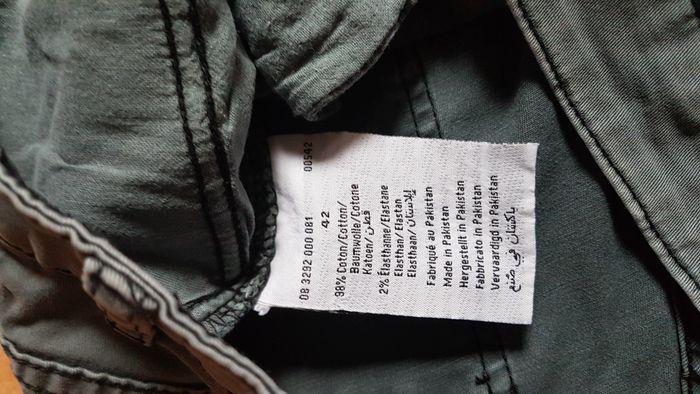 08 3292 000 081 00542
42
98% Coton/Cotton/
Baumwolle/Cotone
Katoen/قطن
2% Elasthanne/Elastane
Elasthan/Elastan
Elasthaan/إلاستان
Fabriqué au Pakistan
Made in Pakistan
Hergestellt in Pakistan
Fabbricato in Pakistan
Vervaardigd in Pakistan
باكستان في صنع